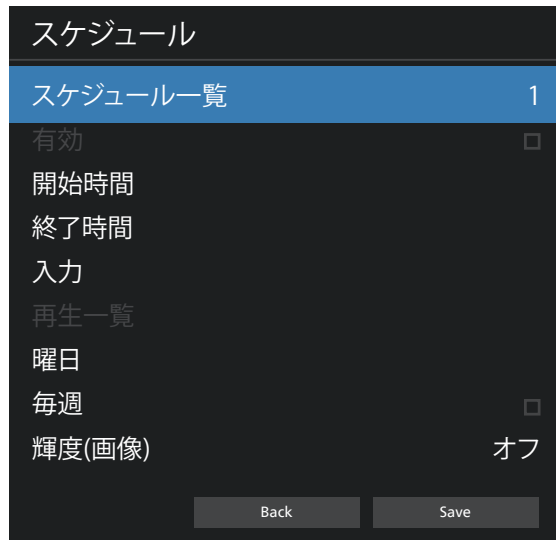 スケジュール
スケジュール一覧 1
有効
開始時間
終了時間
入力
再生一覧
曜日
毎週
輝度(画像) オフ
Back Save